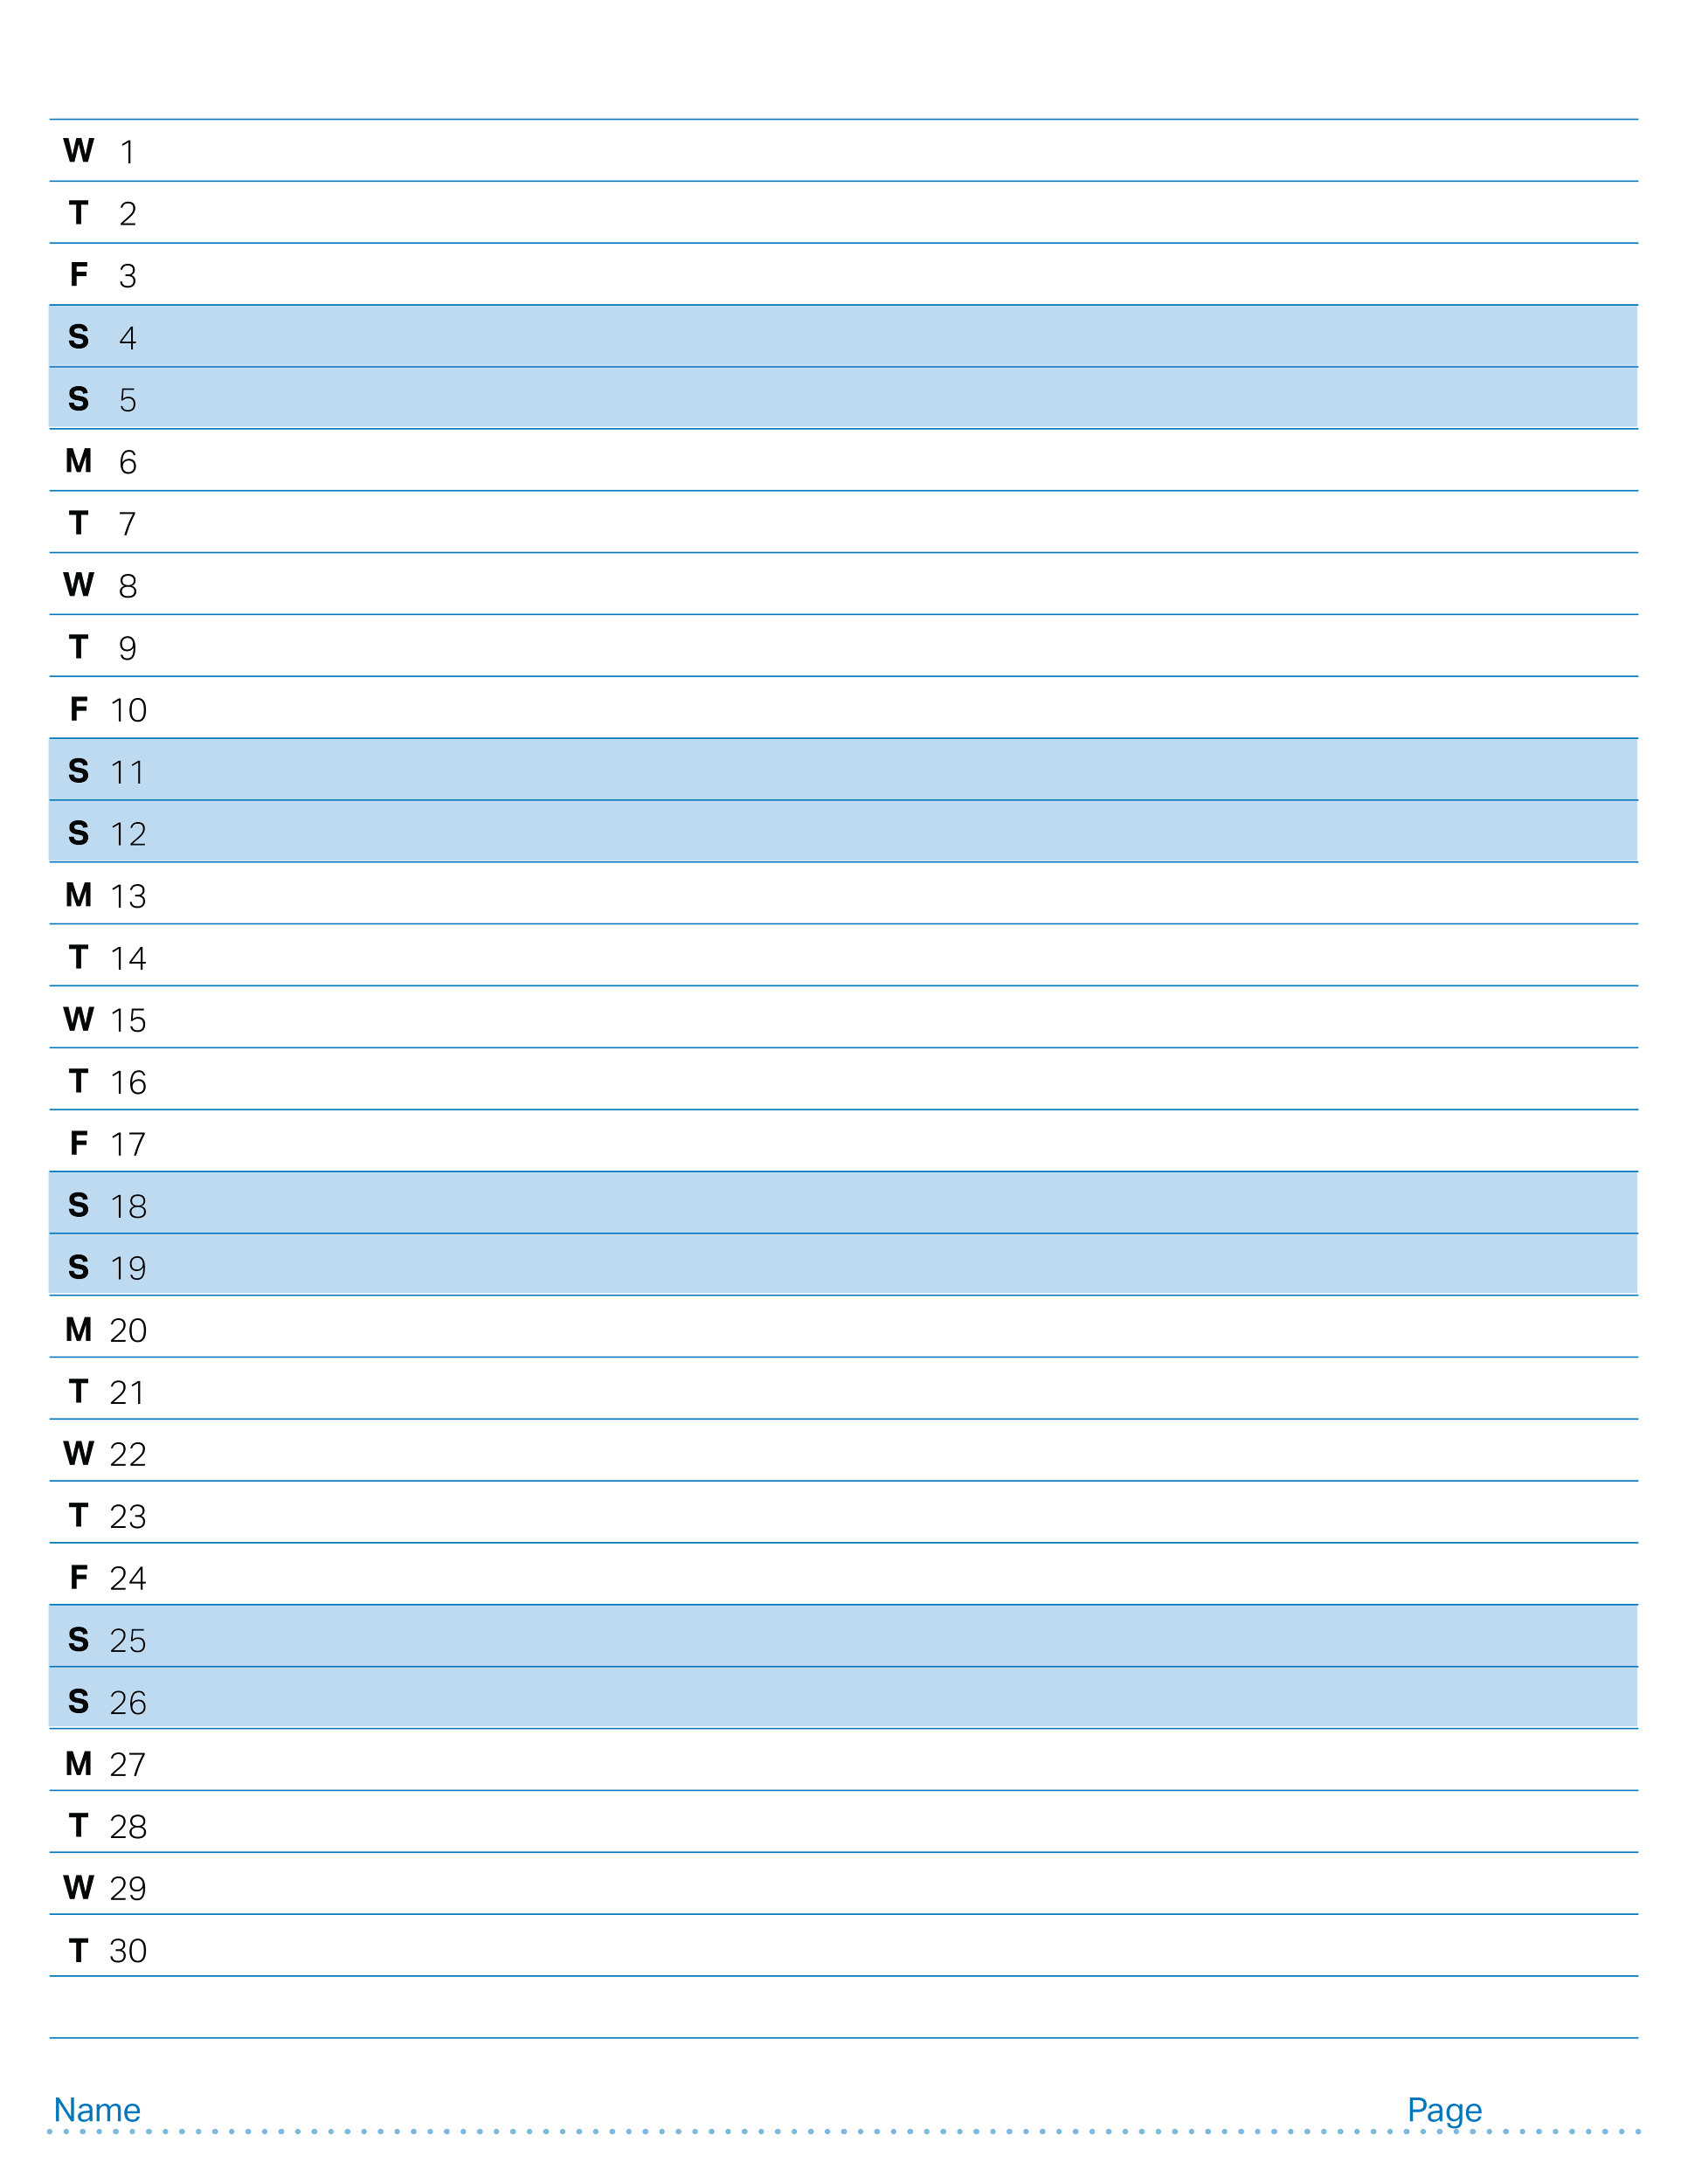 W 1
T 2
F 3
S 4
S 5
M 6
T 7
W 8
T 9
F 10
S 11
S 12
M 13
T 14
W 15
T 16
F 17
S 18
S 19
M 20
T 21
W 22
T 23
F 24
S 25
S 26
M 27
T 28
W 29
T 30
Name Page